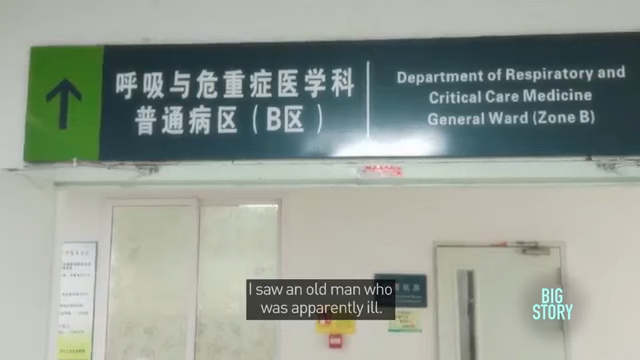 呼吸与危重症医学科
普通病区（B区）
Department of Respiratory and
Critical Care Medicine
General Ward (Zone B)
I saw an old man who
was apparently ill.
BIG
STORY